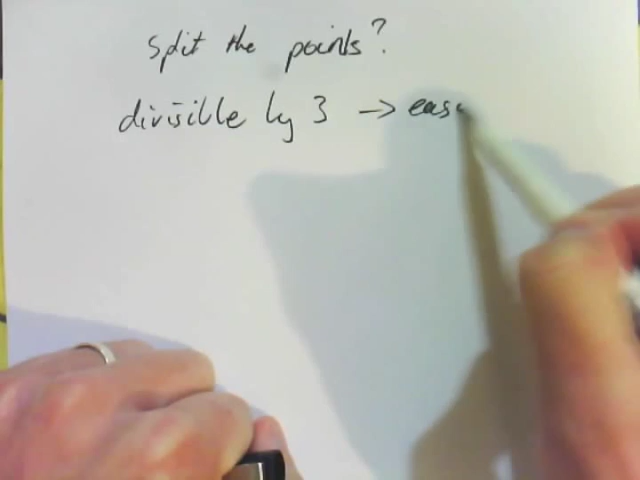 split the points?
divisible by 3 → eas